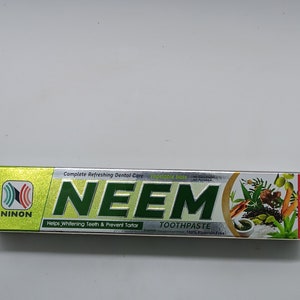 Complete Refreshing Dental Care
NEEM
TOOTHPASTE
NINON
Helps Whitening Teeth & Prevent Tartar